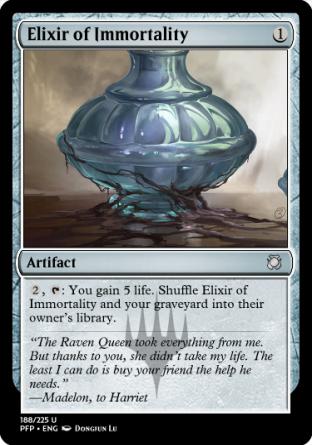 Elixir of Immortality 1
Artifact
2, T: You gain 5 life. Shuffle Elixir of
Immortality and your graveyard into their
owner's library.
"The Raven Queen took everything from me.
But thanks to you, she didn't take my life. The
least I can do is buy your friend the help he
needs."
—Madelon, to Harriet
188/225 U
PFP • ENG Dongjun Lu